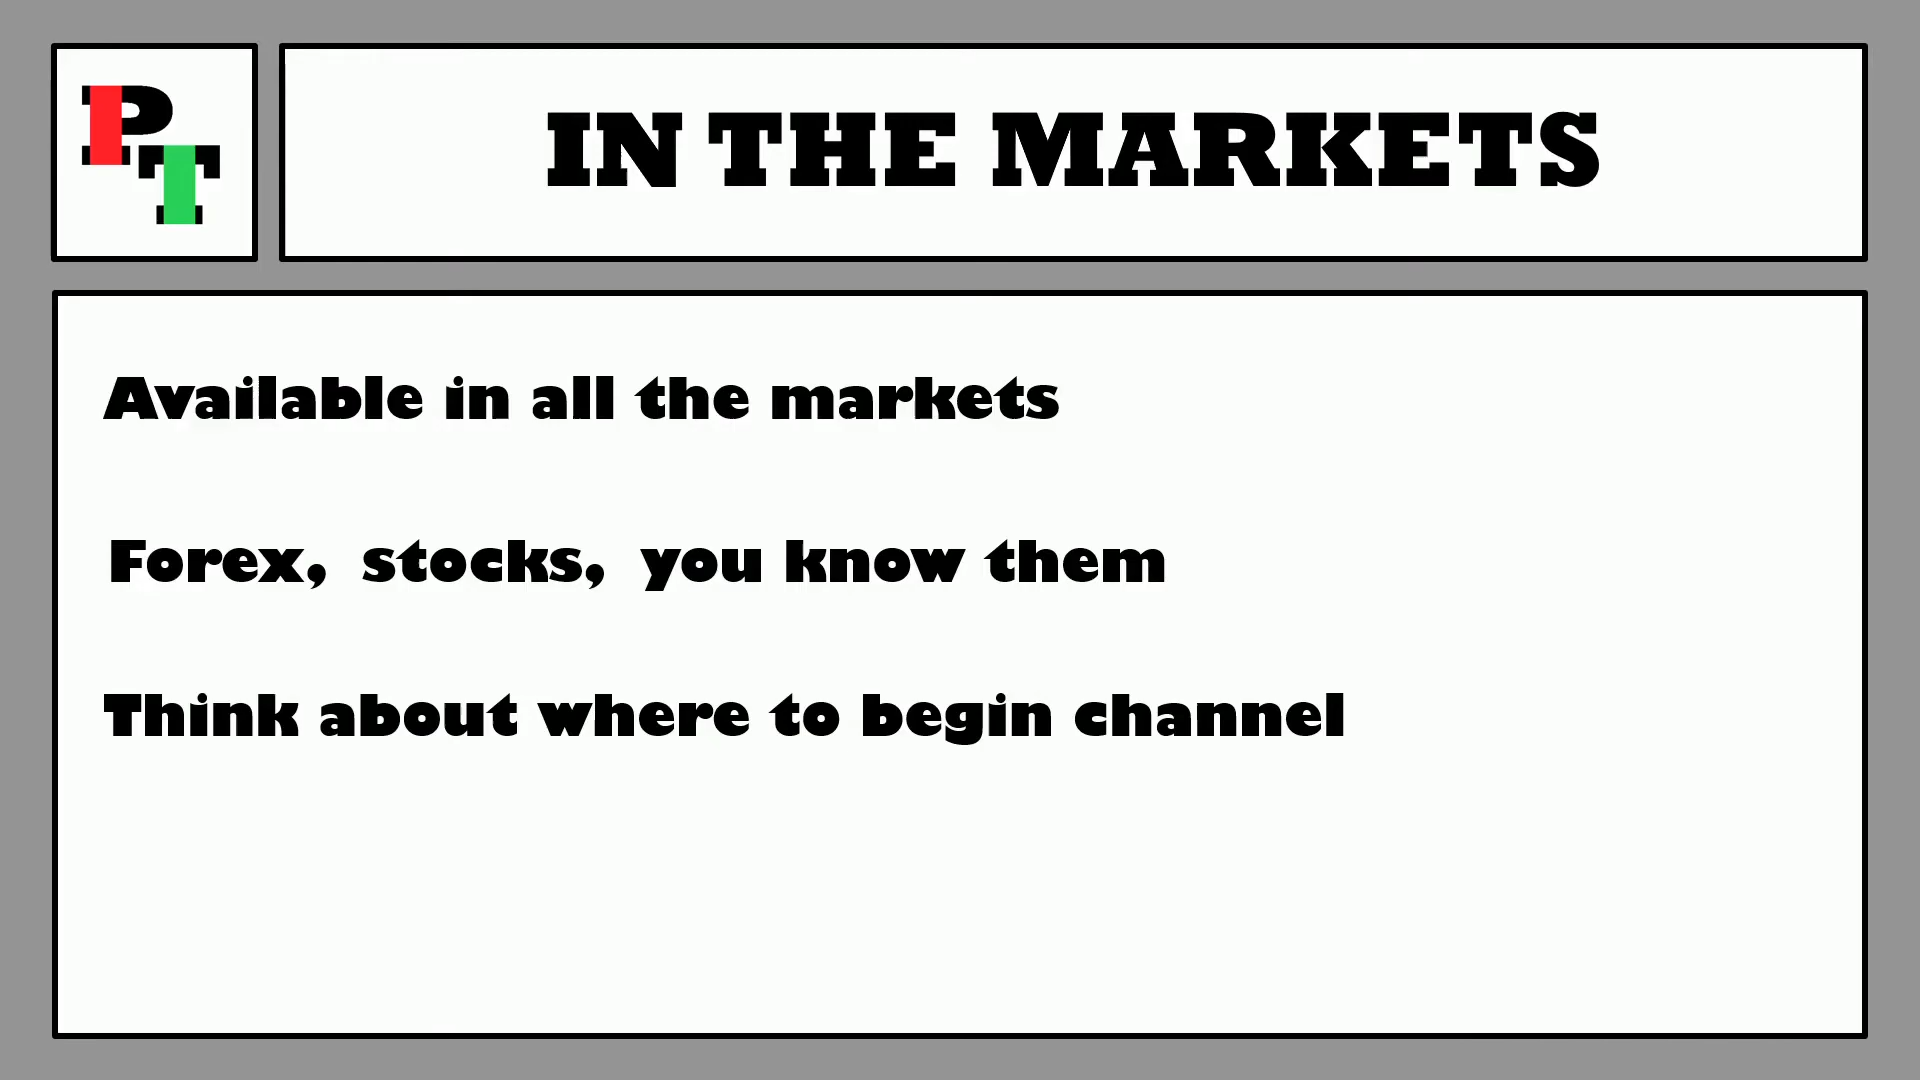 PT
IN THE MARKETS
Available in all the markets
Forex, stocks, you know them
Think about where to begin channel